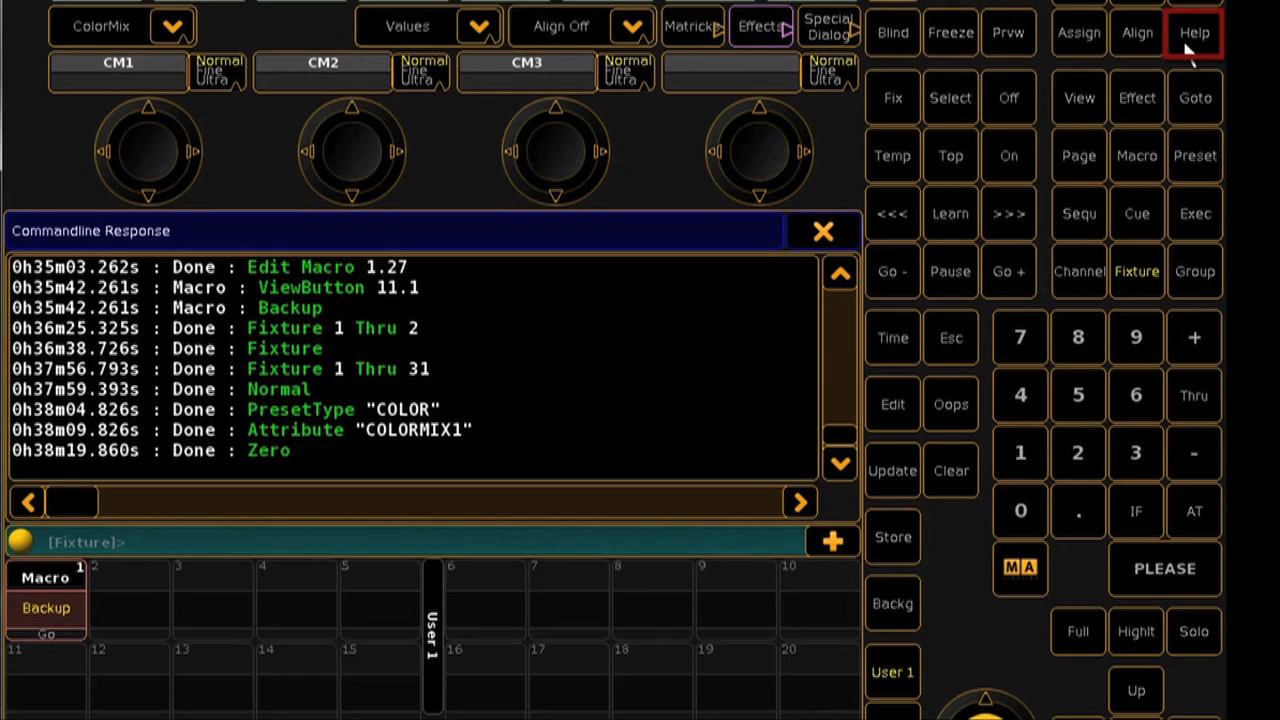 ColorMix Values Align Off Matricks Effects Special Dialog
CM1 Normal Fine Ultra CM2 Normal Fine Ultra CM3 Normal Fine Ultra Normal Fine Ultra
Commandline Response
0h35m03.262s : Done : Edit Macro 1.27
0h35m42.261s : Macro : ViewButton 11.1
0h35m42.261s : Macro : Backup
0h36m25.325s : Done : Fixture 1 Thru 2
0h36m38.726s : Done : Fixture
0h37m56.793s : Done : Fixture 1 Thru 31
0h37m59.393s : Done : Normal
0h38m04.826s : Done : PresetType "COLOR"
0h38m09.826s : Done : Attribute "COLORMIX1"
0h38m19.860s : Done : Zero
[Fixture]>
1 2 3 4 5 6 7 8 9 10
Macro
Backup
Go
User 1
11 12 13 14 15 16 17 18 19 20
Blind Freeze Prvw Assign Align Help
Fix Select Off View Effect Goto
Temp Top On Page Macro Preset
<<< Learn >>> Sequ Cue Exec
Go - Pause Go + Channel Fixture Group
Time Esc 7 8 9 +
Edit Oops 4 5 6 Thru
Update Clear 1 2 3 -
Store 0 . IF AT
MA PLEASE
Backg Full Highlt Solo
User 1 Up